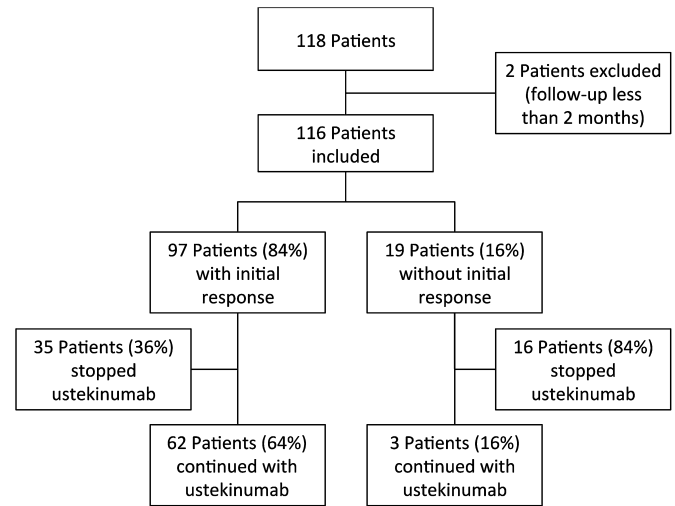 118 Patients
2 Patients excluded
(follow-up less
than 2 months)
116 Patients
included
97 Patients (84%)
with initial
response
19 Patients (16%)
without initial
response
35 Patients (36%)
stopped
ustekinumab
16 Patients (84%)
stopped
ustekinumab
62 Patients (64%)
continued with
ustekinumab
3 Patients (16%)
continued with
ustekinumab